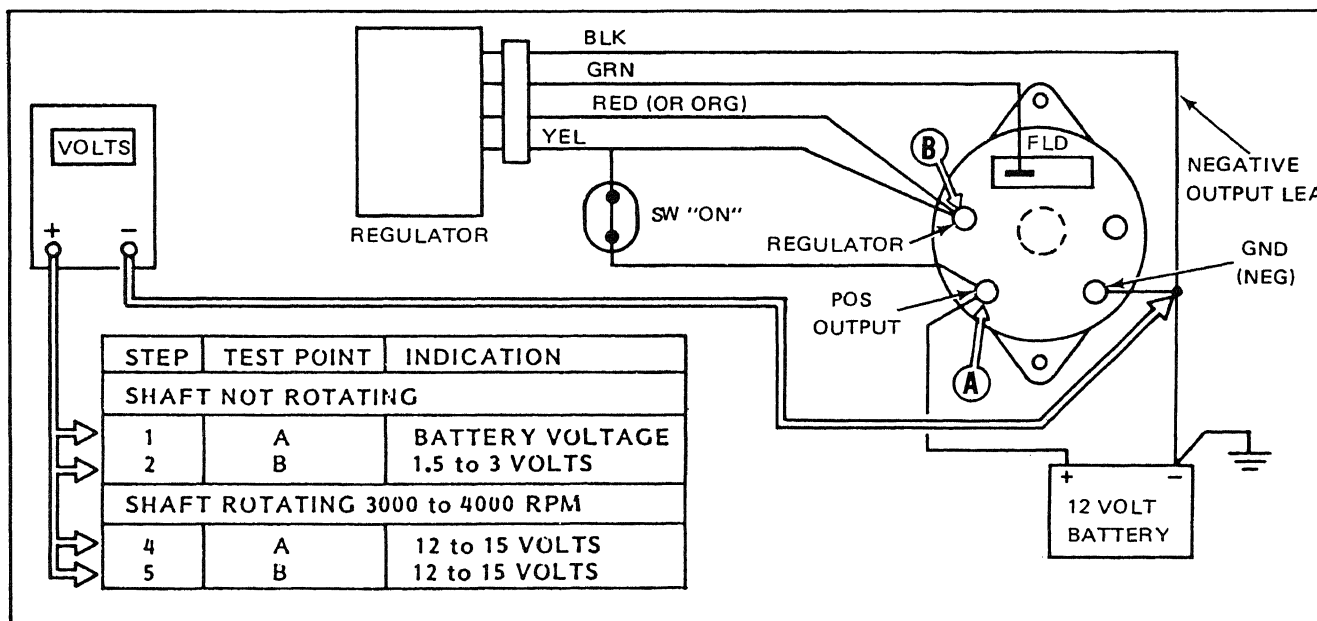 BLK
GRN
RED (OR ORG)
YEL
VOLTS
+ −
REGULATOR
SW "ON"
B
FLD
NEGATIVE
OUTPUT LEA
REGULATOR
GND
(NEG)
POS
OUTPUT
A
STEP TEST POINT INDICATION
SHAFT NOT ROTATING
1 A BATTERY VOLTAGE
2 B 1.5 to 3 VOLTS
SHAFT ROTATING 3000 to 4000 RPM
4 A 12 to 15 VOLTS
5 B 12 to 15 VOLTS
+ −
12 VOLT
BATTERY